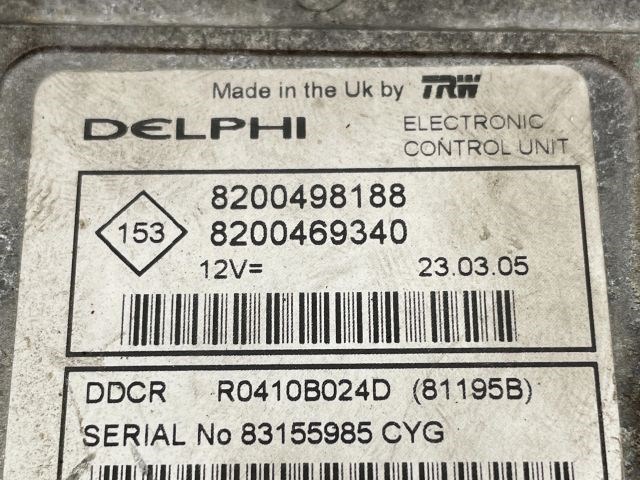 Made in the Uk by TRW
DELPHI
ELECTRONIC
CONTROL UNIT
153
8200498188
8200469340
12V= 23.03.05
DDCR R0410B024D (81195B)
SERIAL No 83155985 CYG